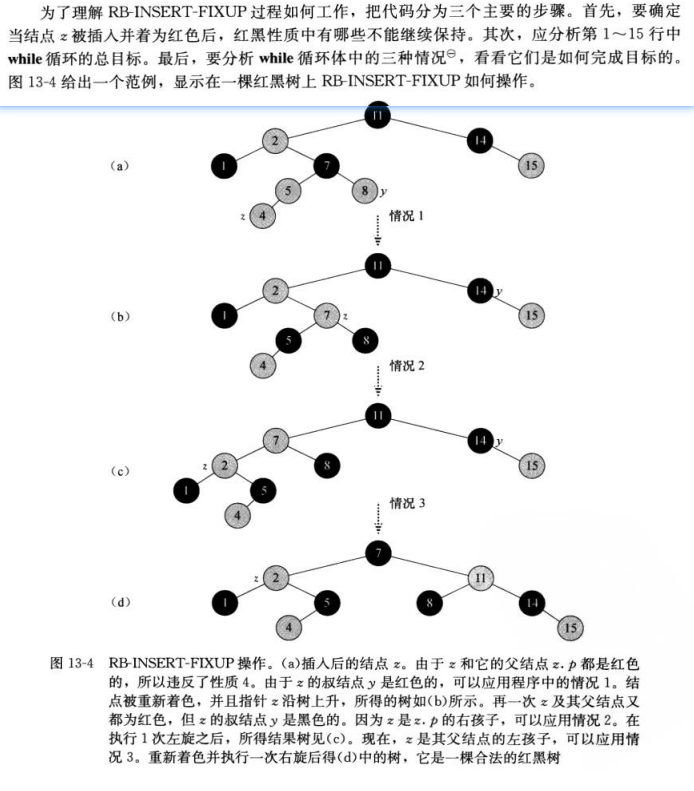 为了理解 RB-INSERT-FIXUP 过程如何工作，把代码分为三个主要的步骤。首先，要确定
当结点 z 被插入并着为红色后，红黑性质中有哪些不能继续保持。其次，应分析第 1～15 行中
while 循环的总目标。最后，要分析 while 循环体中的三种情况⊖，看看它们是如何完成目标的。
图 13-4 给出一个范例，显示在一棵红黑树上 RB-INSERT-FIXUP 如何操作。
11
2 14
(a) 1 7 15
5 8 y
z 4 情况 1
11
2 14 y
(b) 1 7 z 15
5 8
4 情况 2
11
7 14 y
(c) z 2 8 15
1 5
4 情况 3
7
z 2 11
(d) 1 5 8 14
4 15
图 13-4 RB-INSERT-FIXUP 操作。(a)插入后的结点 z。由于 z 和它的父结点 z.p 都是红色
的，所以违反了性质 4。由于 z 的叔结点 y 是红色的，可以应用程序中的情况 1。结
点被重新着色，并且指针 z 沿树上升，所得的树如(b)所示。再一次 z 及其父结点又
都为红色，但 z 的叔结点 y 是黑色的。因为 z 是 z.p 的右孩子，可以应用情况 2。在
执行 1 次左旋之后，所得结果树见(c)。现在，z 是其父结点的左孩子，可以应用情
况 3。重新着色并执行一次右旋后得(d)中的树，它是一棵合法的红黑树